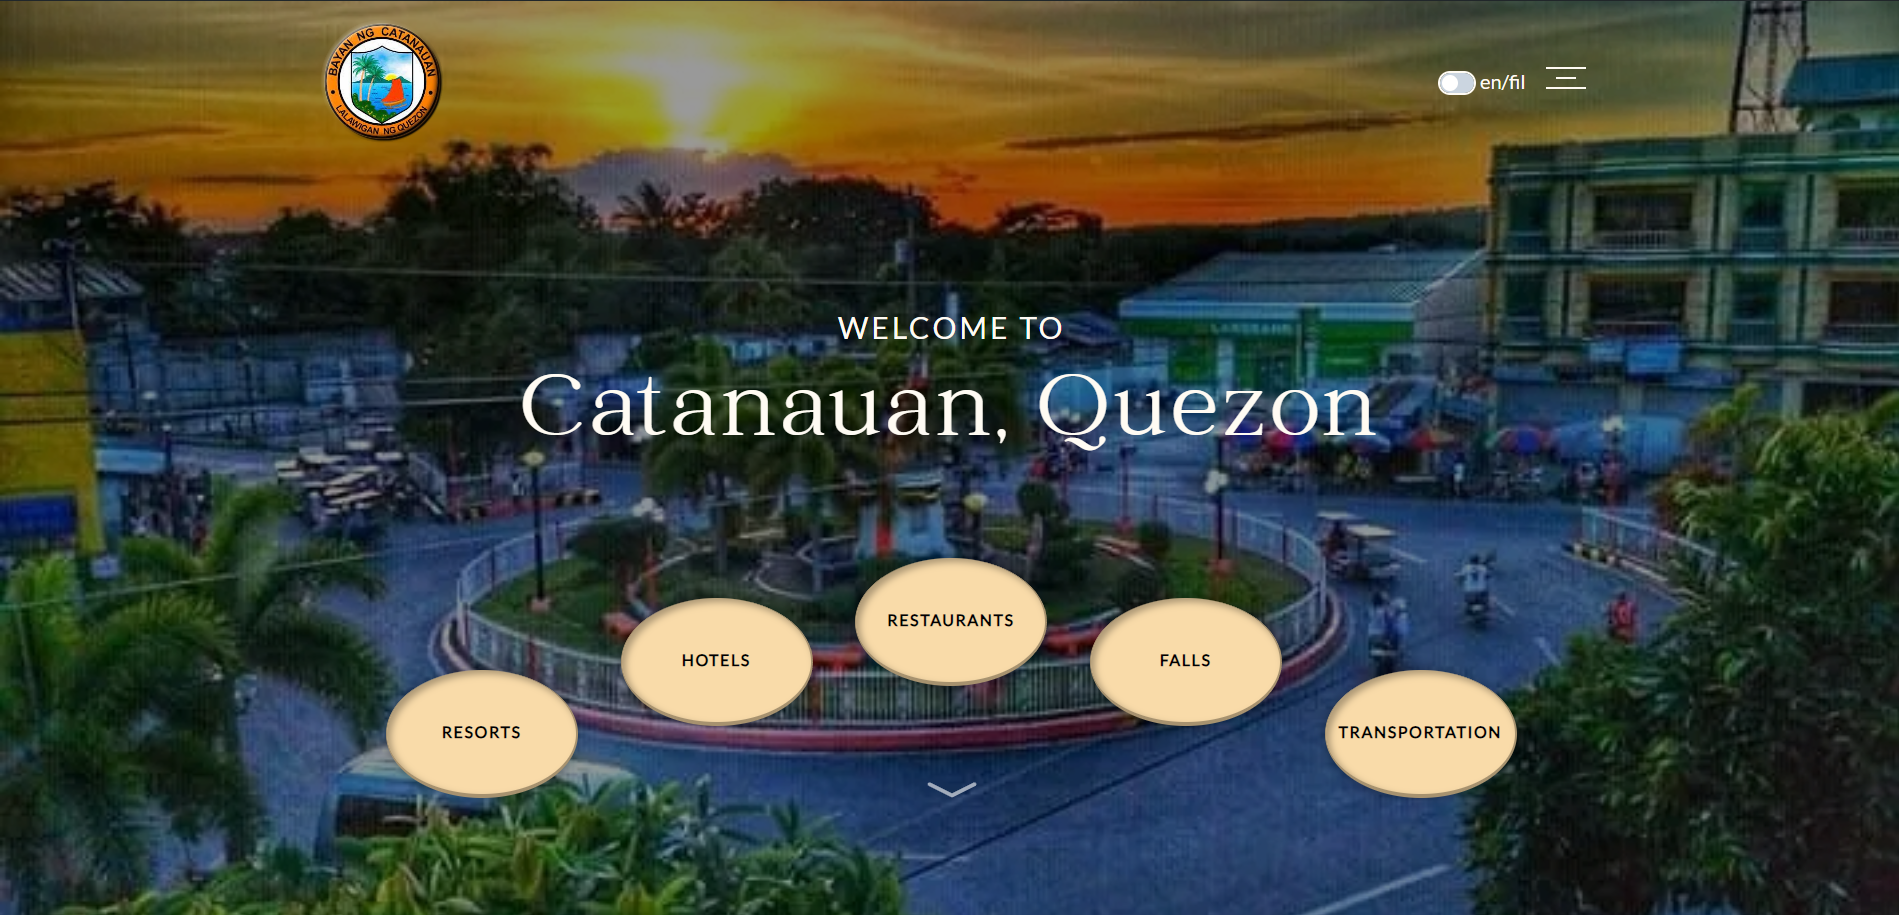 BAYAN NG CATANAUAN
LALAWIGAN NG QUEZON
en/fil
WELCOME TO
Catanauan, Quezon
RESTAURANTS
HOTELS
FALLS
RESORTS
TRANSPORTATION